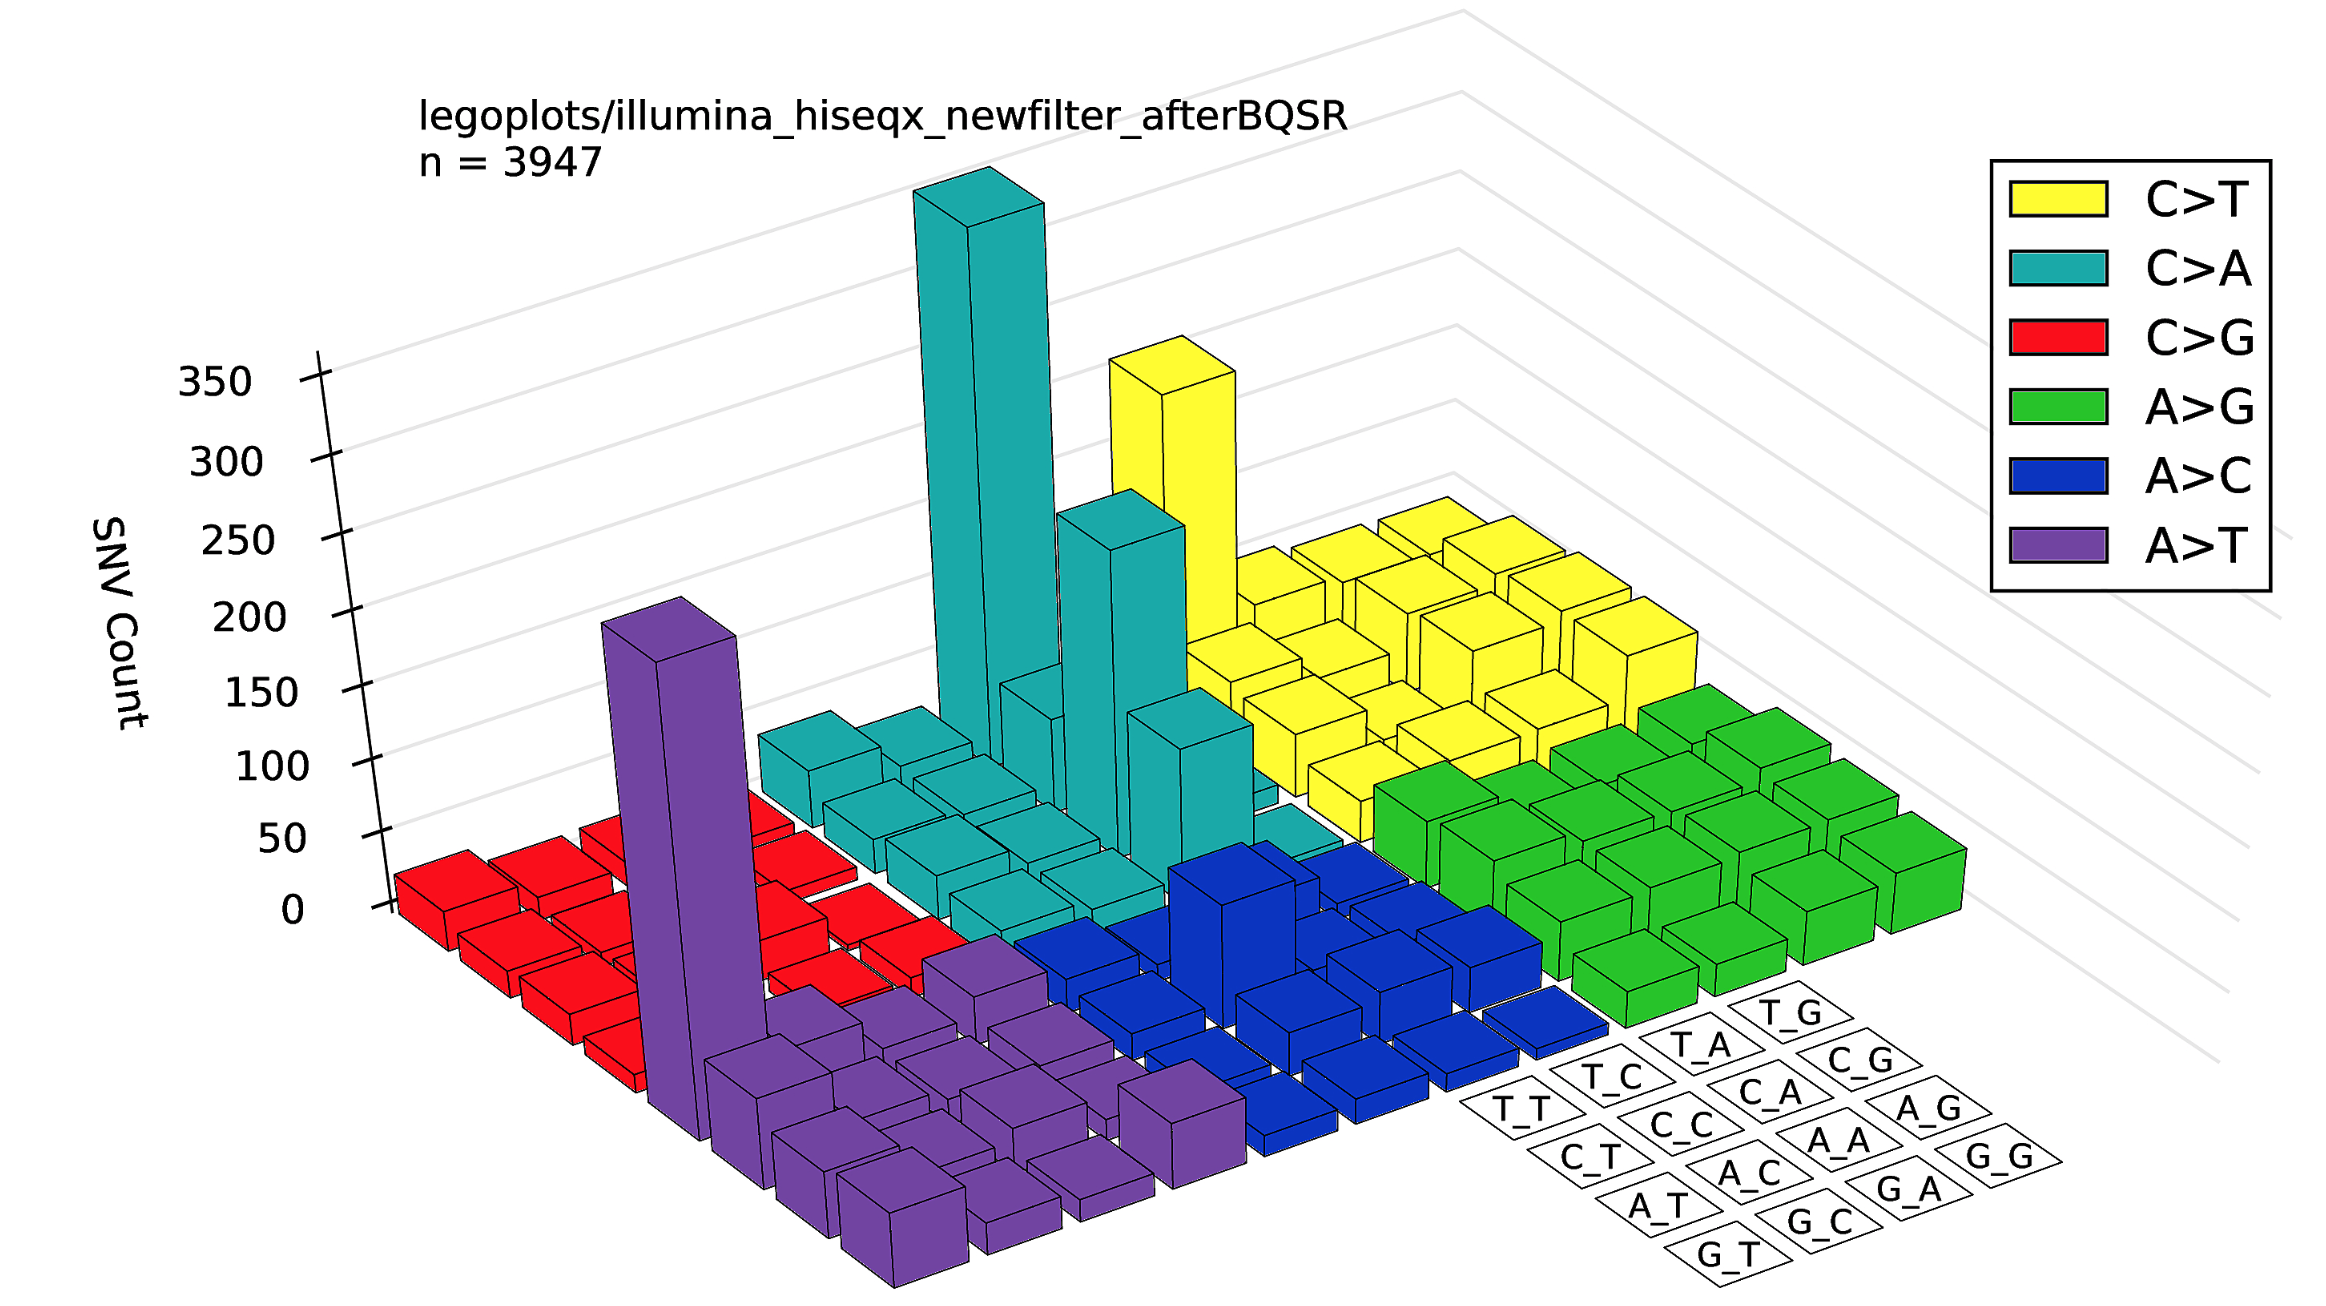 legoplots/illumina_hiseqx_newfilter_afterBQSR
n = 3947
C>T
C>A
C>G
A>G
A>C
A>T
SNV Count
350
300
250
200
150
100
50
0
T_G
T_A
C_G
T_C
C_A
A_G
T_T
C_C
A_A
G_G
C_T
A_C
G_A
A_T
G_C
G_T